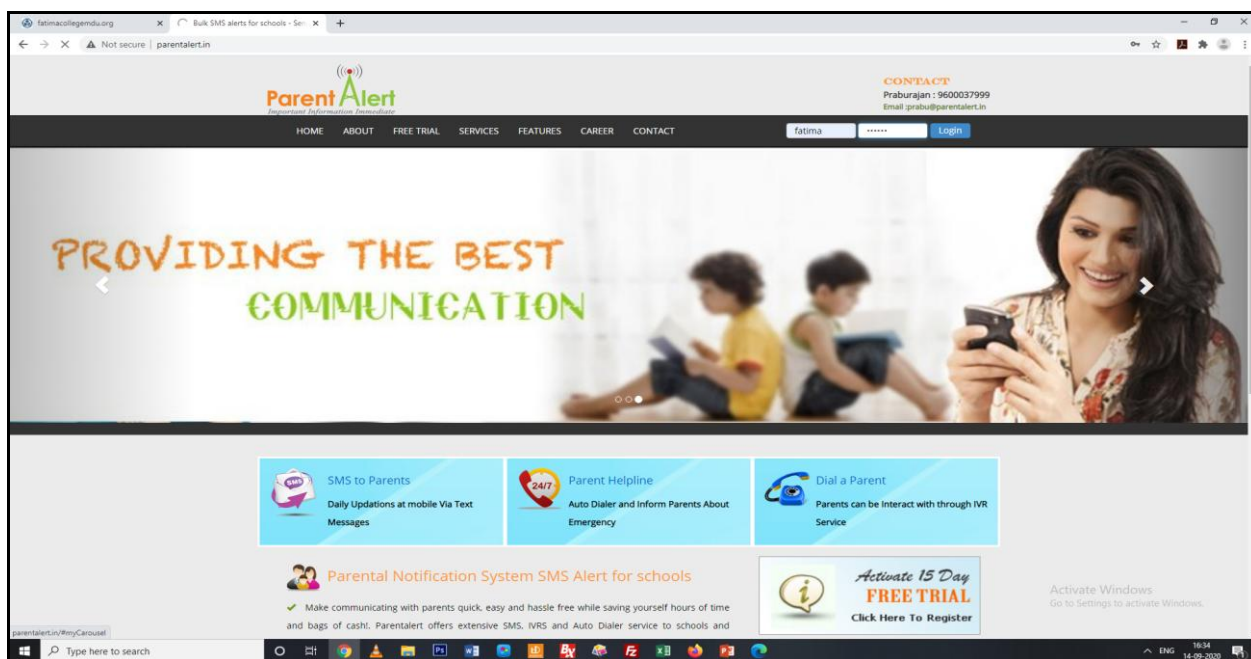 fatimacollegemdu.org
Bulk SMS alerts for schools - Sen
Not secure | parentalert.in
Parent Alert
Important Information Immediate
CONTACT
Praburajan : 9600037999
Email :prabu@parentalert.in
HOME ABOUT FREE TRIAL SERVICES FEATURES CAREER CONTACT
fatima
Login
PROVIDING THE BEST
COMMUNICATION
SMS
SMS to Parents
Daily Updations at mobile Via Text
Messages
24/7
Parent Helpline
Auto Dialer and Inform Parents About
Emergency
Dial a Parent
Parents can be Interact with through IVR
Service
Parental Notification System SMS Alert for schools
Make communicating with parents quick, easy and hassle free while saving yourself hours of time
and bags of cash!. Parentalert offers extensive SMS, IVRS and Auto Dialer service to schools and
i
Activate 15 Day
FREE TRIAL
Click Here To Register
Activate Windows
Go to Settings to activate Windows.
parentalert.in/#myCarousel
Type here to search
ENG
16:34
14-09-2020